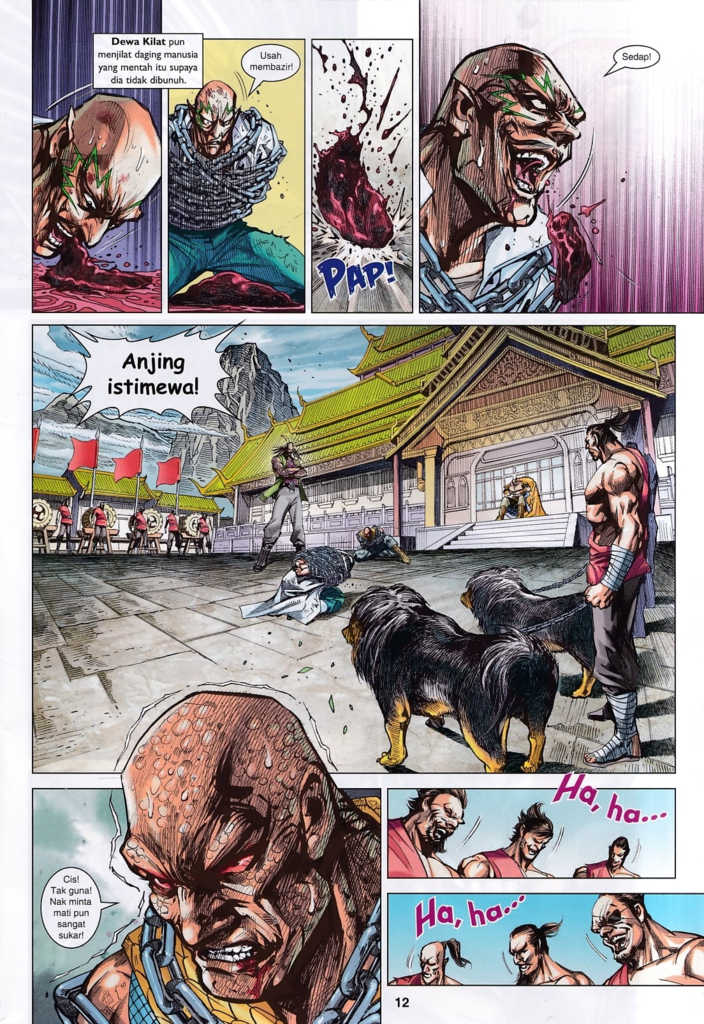 Dewa Kilat pun
menjilat daging manusia
yang mentah itu supaya
dia tidak dibunuh.
Usah
membazir!
PAP!
Sedap!
Anjing
istimewa!
Cis!
Tak guna!
Nak minta
mati pun
sangat
sukar!
Ha, ha...
Ha, ha...
12